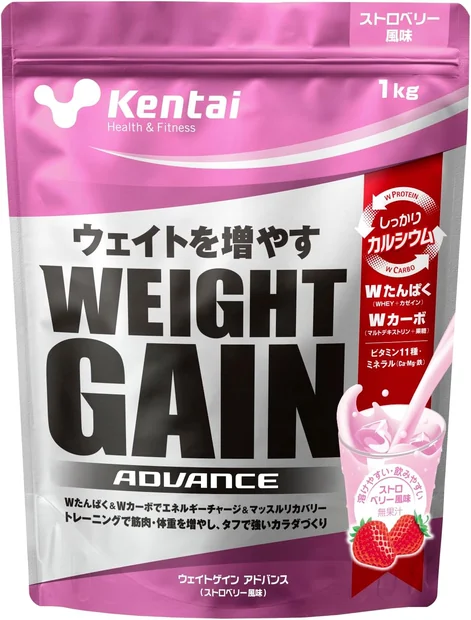 ストロベリー
風味
Kentai
Health & Fitness
1kg
W PROTEIN
しっかり
カルシウム
W CARBO
ウェイトを増やす
WEIGHT
GAIN
ADVANCE
Wたんぱく
(WHEY+カゼイン)
Wカーボ
(マルトデキストリン+果糖)
ビタミン11種・
ミネラル(Ca・Mg・鉄)
溶けやすい・飲みやすい
ストロ
ベリー風味
無果汁
Wたんぱく&Wカーボでエネルギーチャージ&マッスルリカバリー
トレーニングで筋肉・体重を増やし、タフで強いカラダづくり
ウェイトゲイン アドバンス
(ストロベリー風味)